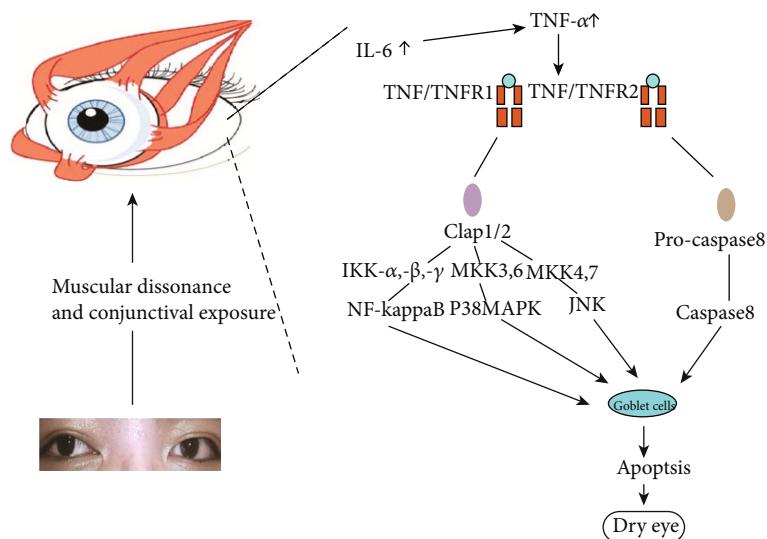 TNF-α↑
IL-6 ↑
TNF/TNFR1
TNF/TNFR2
Clap1/2
Pro-caspase8
IKK-α,-β,-γ
MKK3,6
MKK4,7
Muscular dissonance
and conjunctival exposure
NF-kappaB
P38MAPK
JNK
Caspase8
Goblet cells
Apoptsis
Dry eye